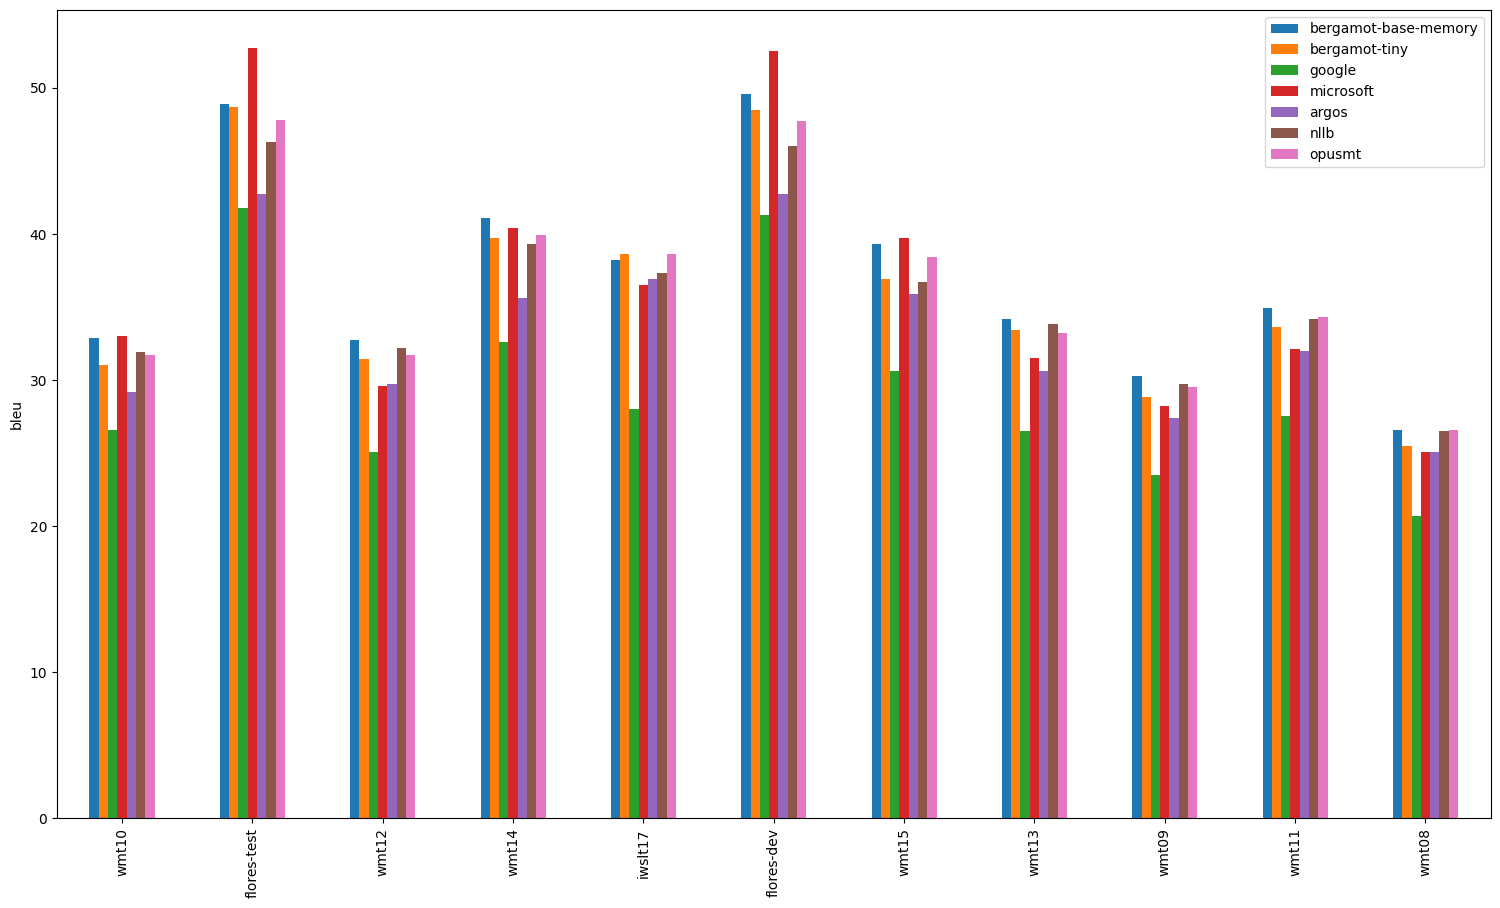 bergamot-base-memory
bergamot-tiny
google
microsoft
argos
nllb
opusmt
50
40
30
20
10
0
bleu
wmt10
flores-test
wmt12
wmt14
iwslt17
flores-dev
wmt15
wmt13
wmt09
wmt11
wmt08